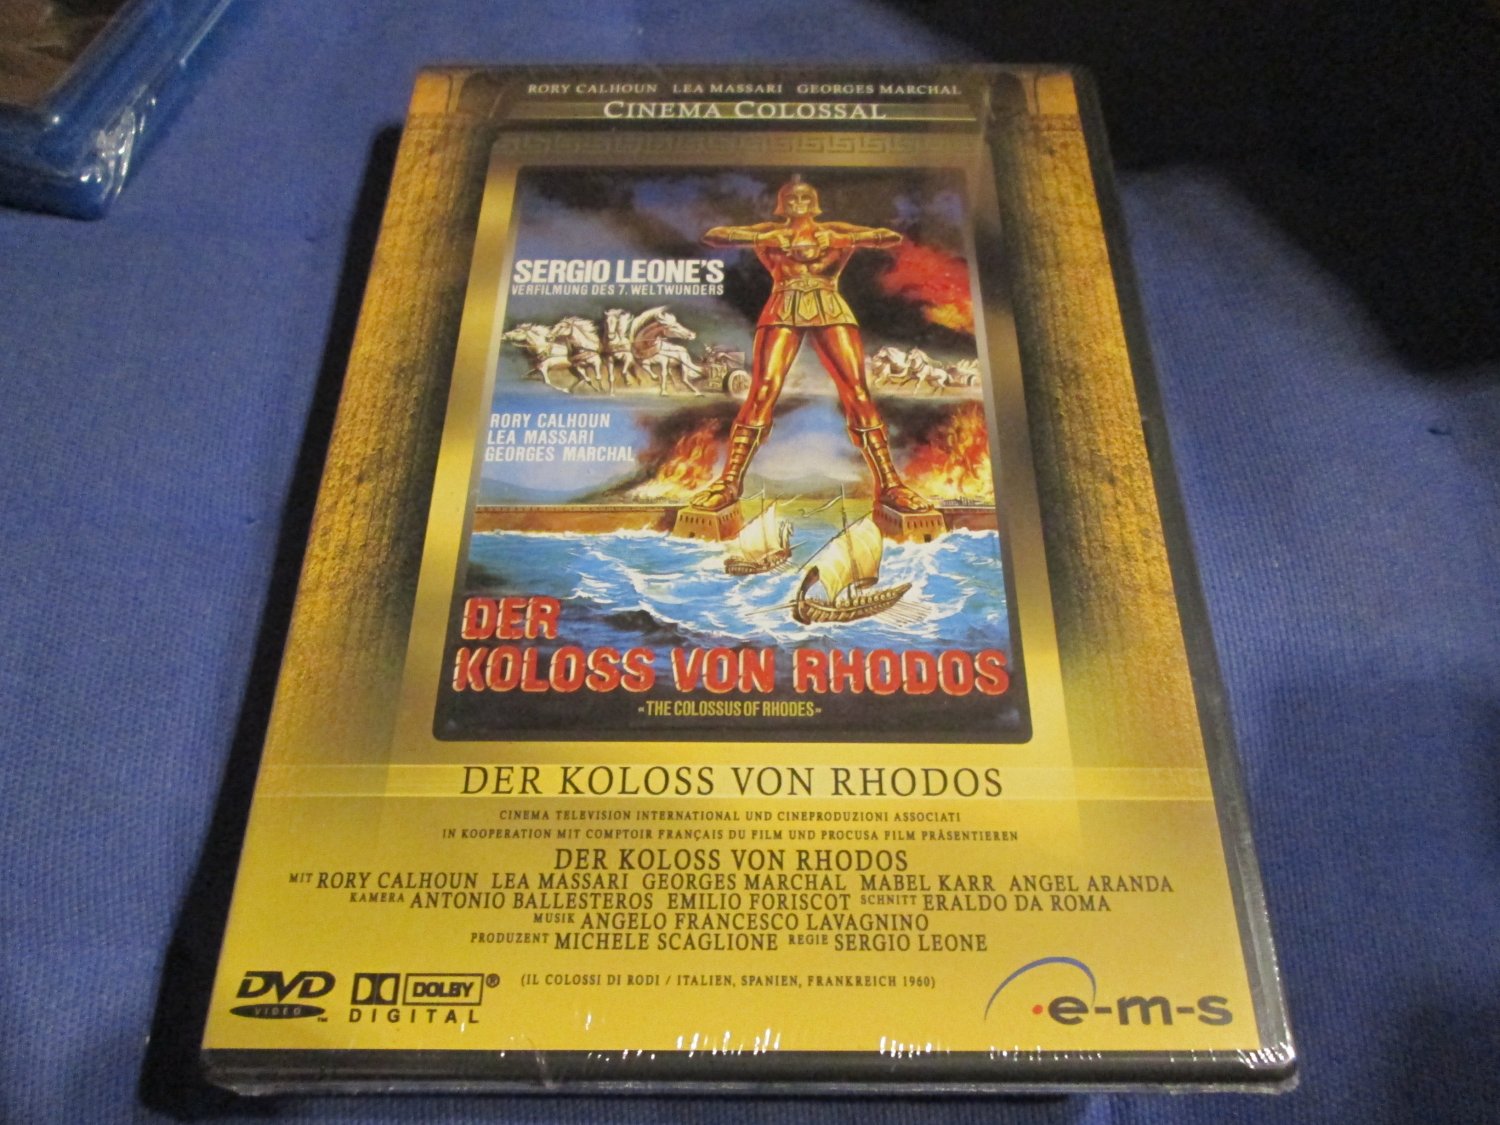 RORY CALHOUN LEA MASSARI GEORGES MARCHAL
CINEMA COLOSSAL
SERGIO LEONE'S
VERFILMUNG DES 7. WELTWUNDERS
RORY CALHOUN
LEA MASSARI
GEORGES MARCHAL
DER
KOLOSS VON RHODOS
«THE COLOSSUS OF RHODES»
DER KOLOSS VON RHODOS
CINEMA TELEVISION INTERNATIONAL UND CINEPRODUZIONI ASSOCIATI
IN KOOPERATION MIT COMPTOIR FRANÇAIS DU FILM UND PROCUSA FILM PRÄSENTIEREN
DER KOLOSS VON RHODOS
MIT RORY CALHOUN LEA MASSARI GEORGES MARCHAL MABEL KARR ANGEL ARANDA
KAMERA ANTONIO BALLESTEROS EMILIO FORISCOT SCHNITT ERALDO DA ROMA
MUSIK ANGELO FRANCESCO LAVAGNINO
PRODUZENT MICHELE SCAGLIONE REGIE SERGIO LEONE
(IL COLOSSI DI RODI / ITALIEN, SPANIEN, FRANKREICH 1960)
DVD VIDEO ™
DOLBY ®
DIGITAL
e-m-s